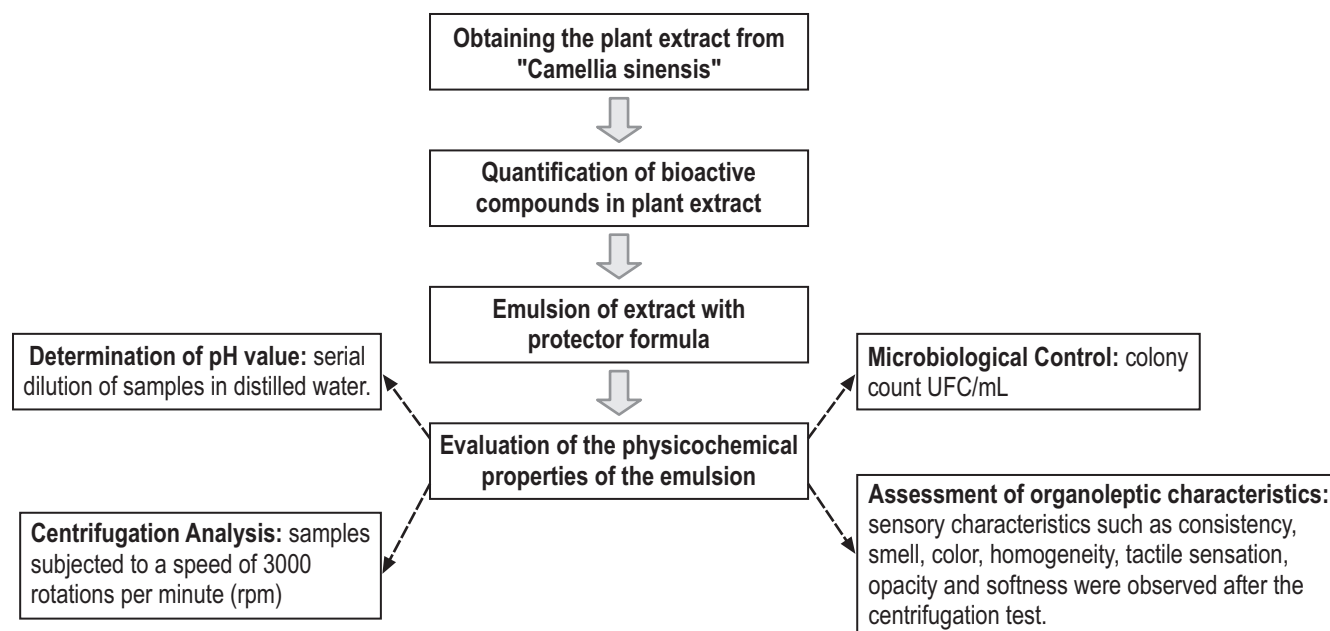 Obtaining the plant extract from
"Camellia sinensis"
Quantification of bioactive
compounds in plant extract
Emulsion of extract with
protector formula
Determination of pH value: serial
dilution of samples in distilled water.
Microbiological Control: colony
count UFC/mL
Evaluation of the physicochemical
properties of the emulsion
Centrifugation Analysis: samples
subjected to a speed of 3000
rotations per minute (rpm)
Assessment of organoleptic characteristics:
sensory characteristics such as consistency,
smell, color, homogeneity, tactile sensation,
opacity and softness were observed after the
centrifugation test.